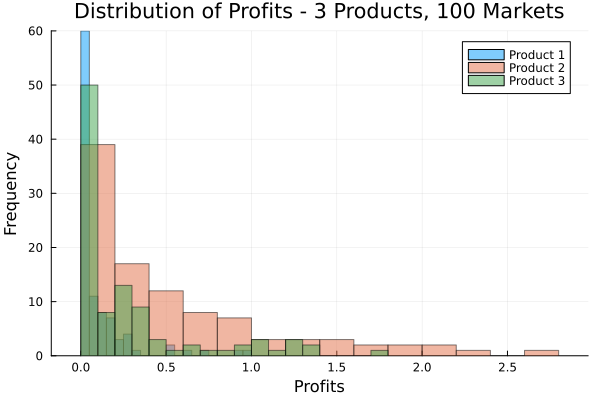 Distribution of Profits - 3 Products, 100 Markets
Product 1
Product 2
Product 3
Frequency
60
50
40
30
20
10
0
0.0 0.5 1.0 1.5 2.0 2.5
Profits